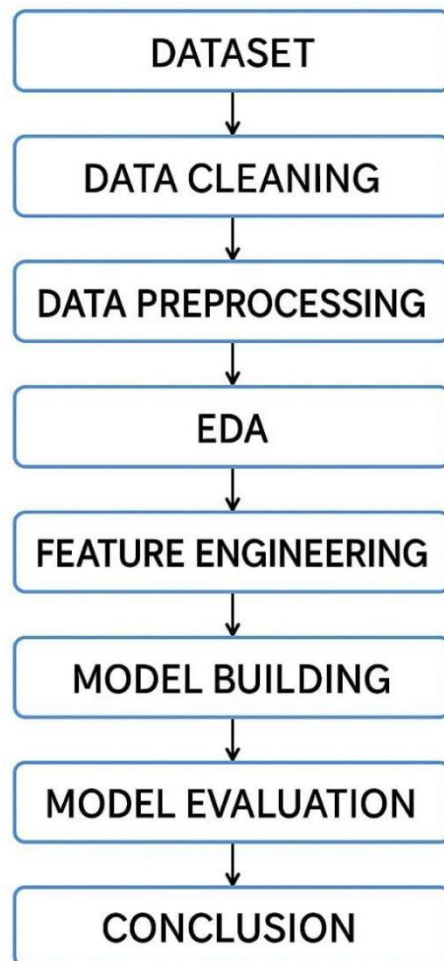 DATASET
DATA CLEANING
DATA PREPROCESSING
EDA
FEATURE ENGINEERING
MODEL BUILDING
MODEL EVALUATION
CONCLUSION